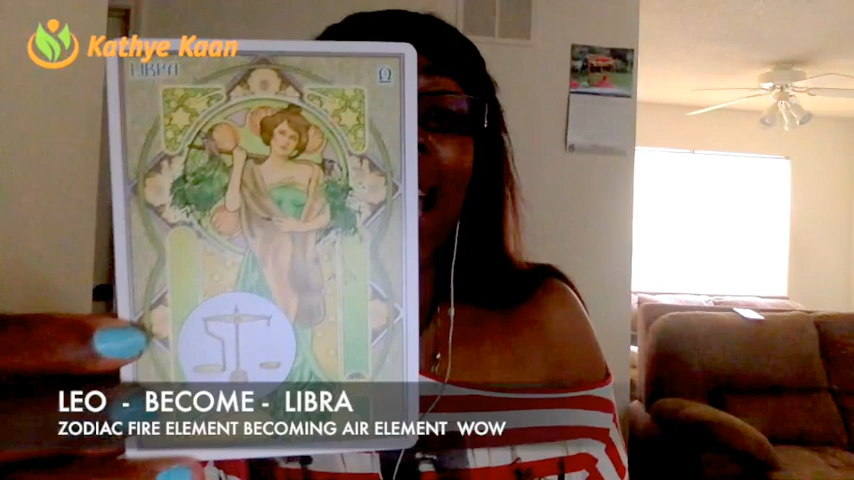 Kathye Kaan
LIBRA
♎
LEO - BECOME - LIBRA
ZODIAC FIRE ELEMENT BECOMING AIR ELEMENT WOW